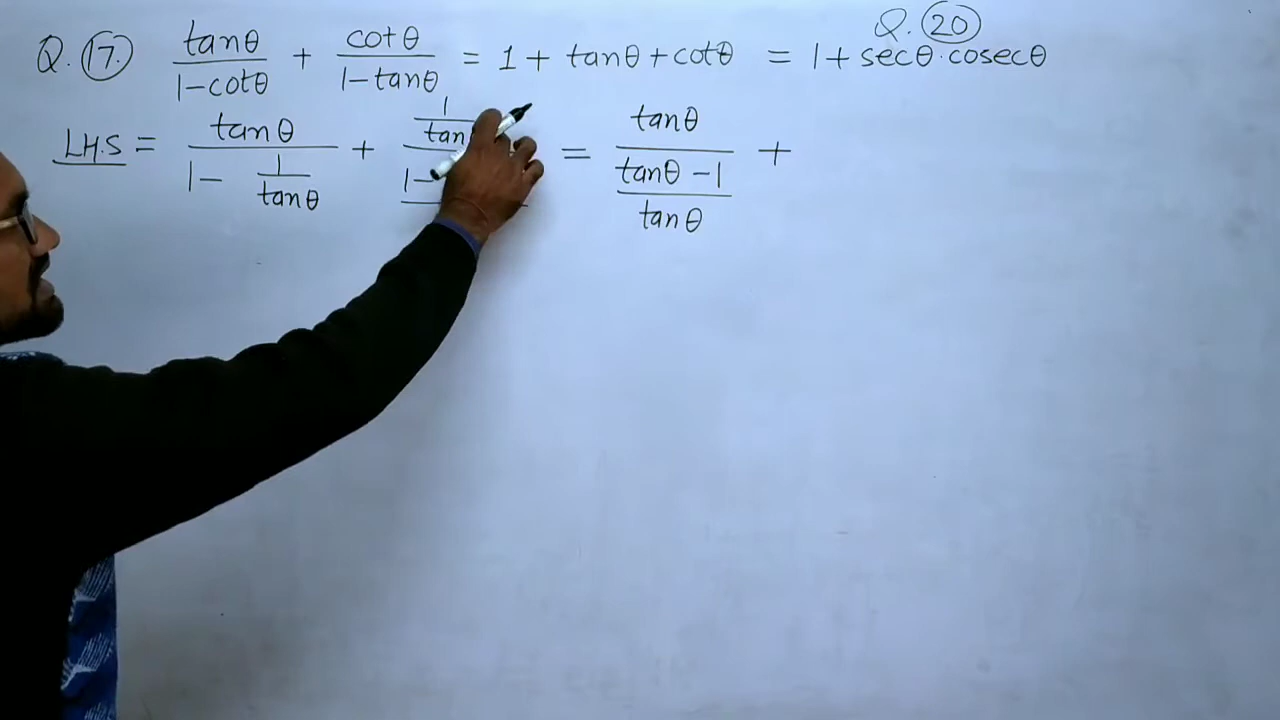 Q. 20
Q. 17. tanθ/1-cotθ + cotθ/1-tanθ = 1 + tanθ + cotθ = 1 + secθ.cosecθ
LH.S = tanθ/1 - 1/tanθ + 1/tan/1- = tanθ/tanθ - 1/tanθ +